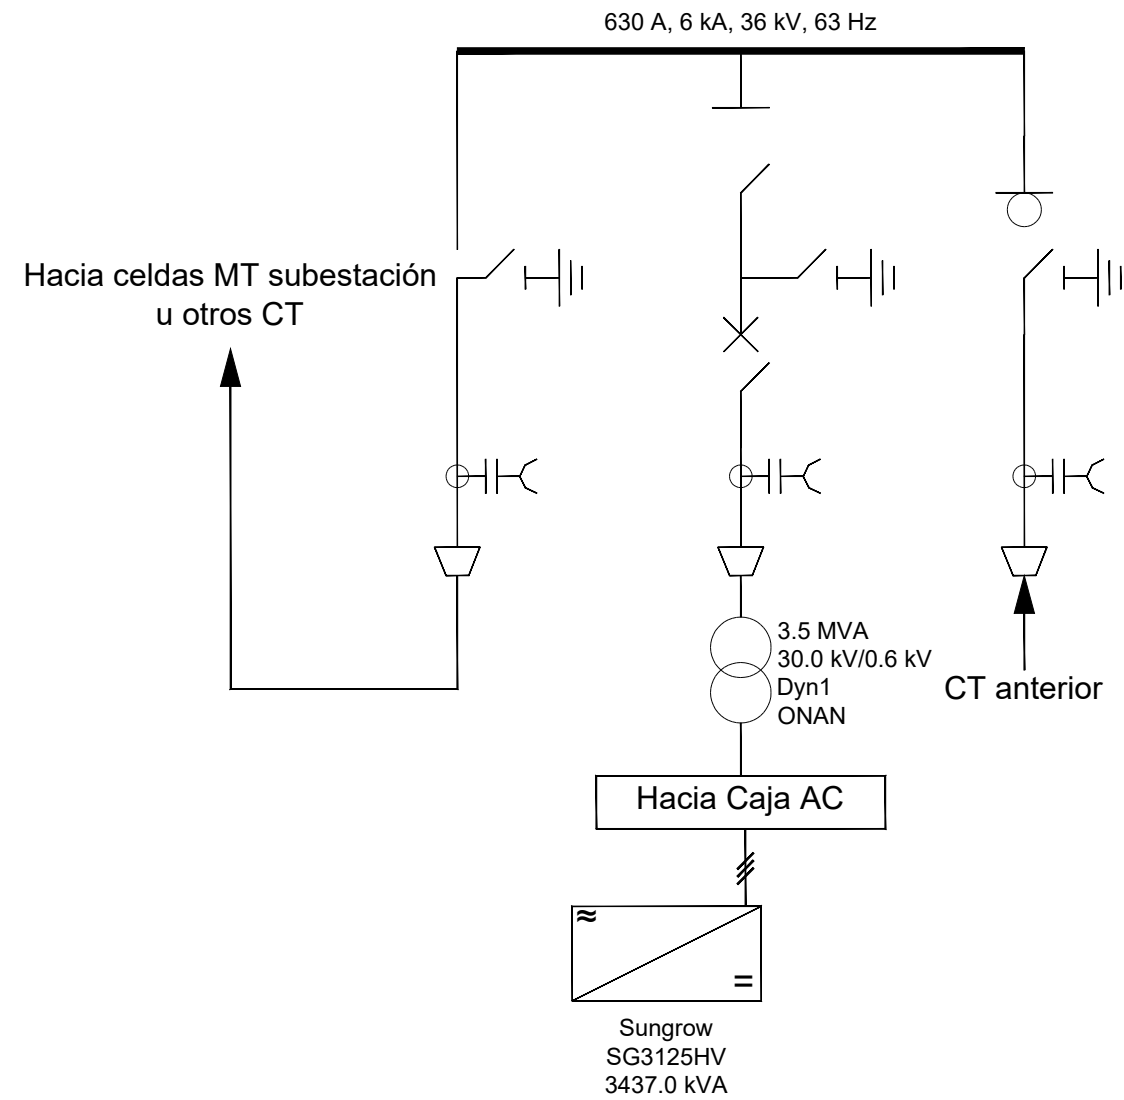 630 A, 6 kA, 36 kV, 63 Hz
Hacia celdas MT subestación
u otros CT
3.5 MVA
30.0 kV/0.6 kV
Dyn1
ONAN
CT anterior
Hacia Caja AC
≈
=
Sungrow
SG3125HV
3437.0 kVA